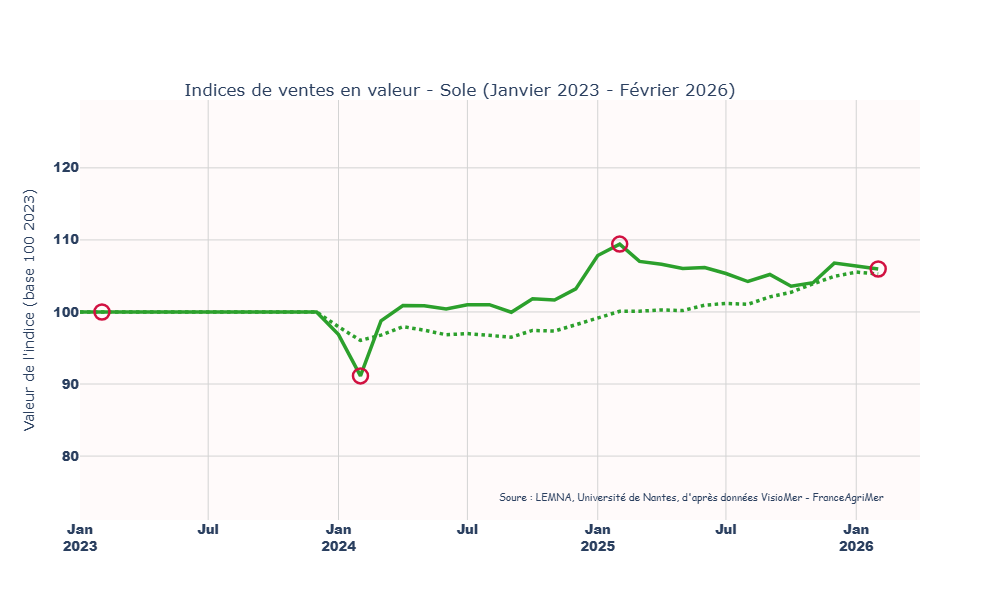 Indices de ventes en valeur - Sole (Janvier 2023 - Février 2026)
Valeur de l'indice (base 100 2023)
120
110
100
90
80
Soure : LEMNA, Université de Nantes, d'après données VisioMer - FranceAgriMer
Jan Jul Jan Jul Jan Jul Jan
2023 2024 2025 2026